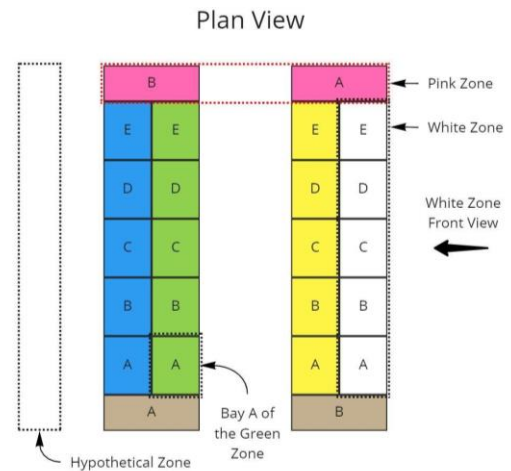 Plan View
B
A
Pink Zone
E
E
E
E
White Zone
D
D
D
D
White Zone
Front View
C
C
C
C
B
B
B
B
A
A
A
A
A
B
Bay A of
the Green
Zone
Hypothetical Zone